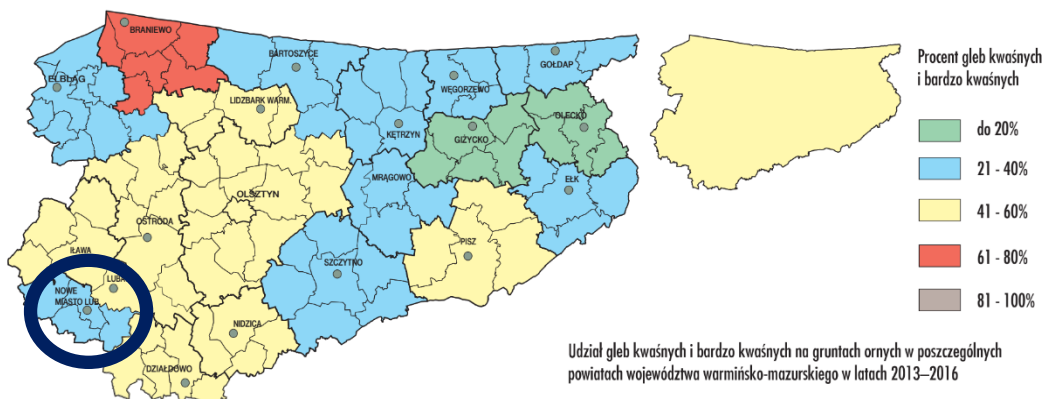 BRANIEWO
BARTOSZYCE
GOŁDAP
ELBLĄG
WĘGORZEWO
LIDZBARK WARM.
OLECKO
KĘTRZYN
GIŻYCKO
MRĄGOWO
EŁK
OLSZTYN
OSTRÓDA
IŁAWA
PISZ
SZCZYTNO
LUBA
NOWE
MIASTO LUB.
NIDZICA
DZIAŁDOWO
Procent gleb kwaśnych
i bardzo kwaśnych
do 20%
21 - 40%
41 - 60%
61 - 80%
81 - 100%
Udział gleb kwaśnych i bardzo kwaśnych na gruntach ornych w poszczególnych
powiatach województwa warmińsko-mazurskiego w latach 2013–2016